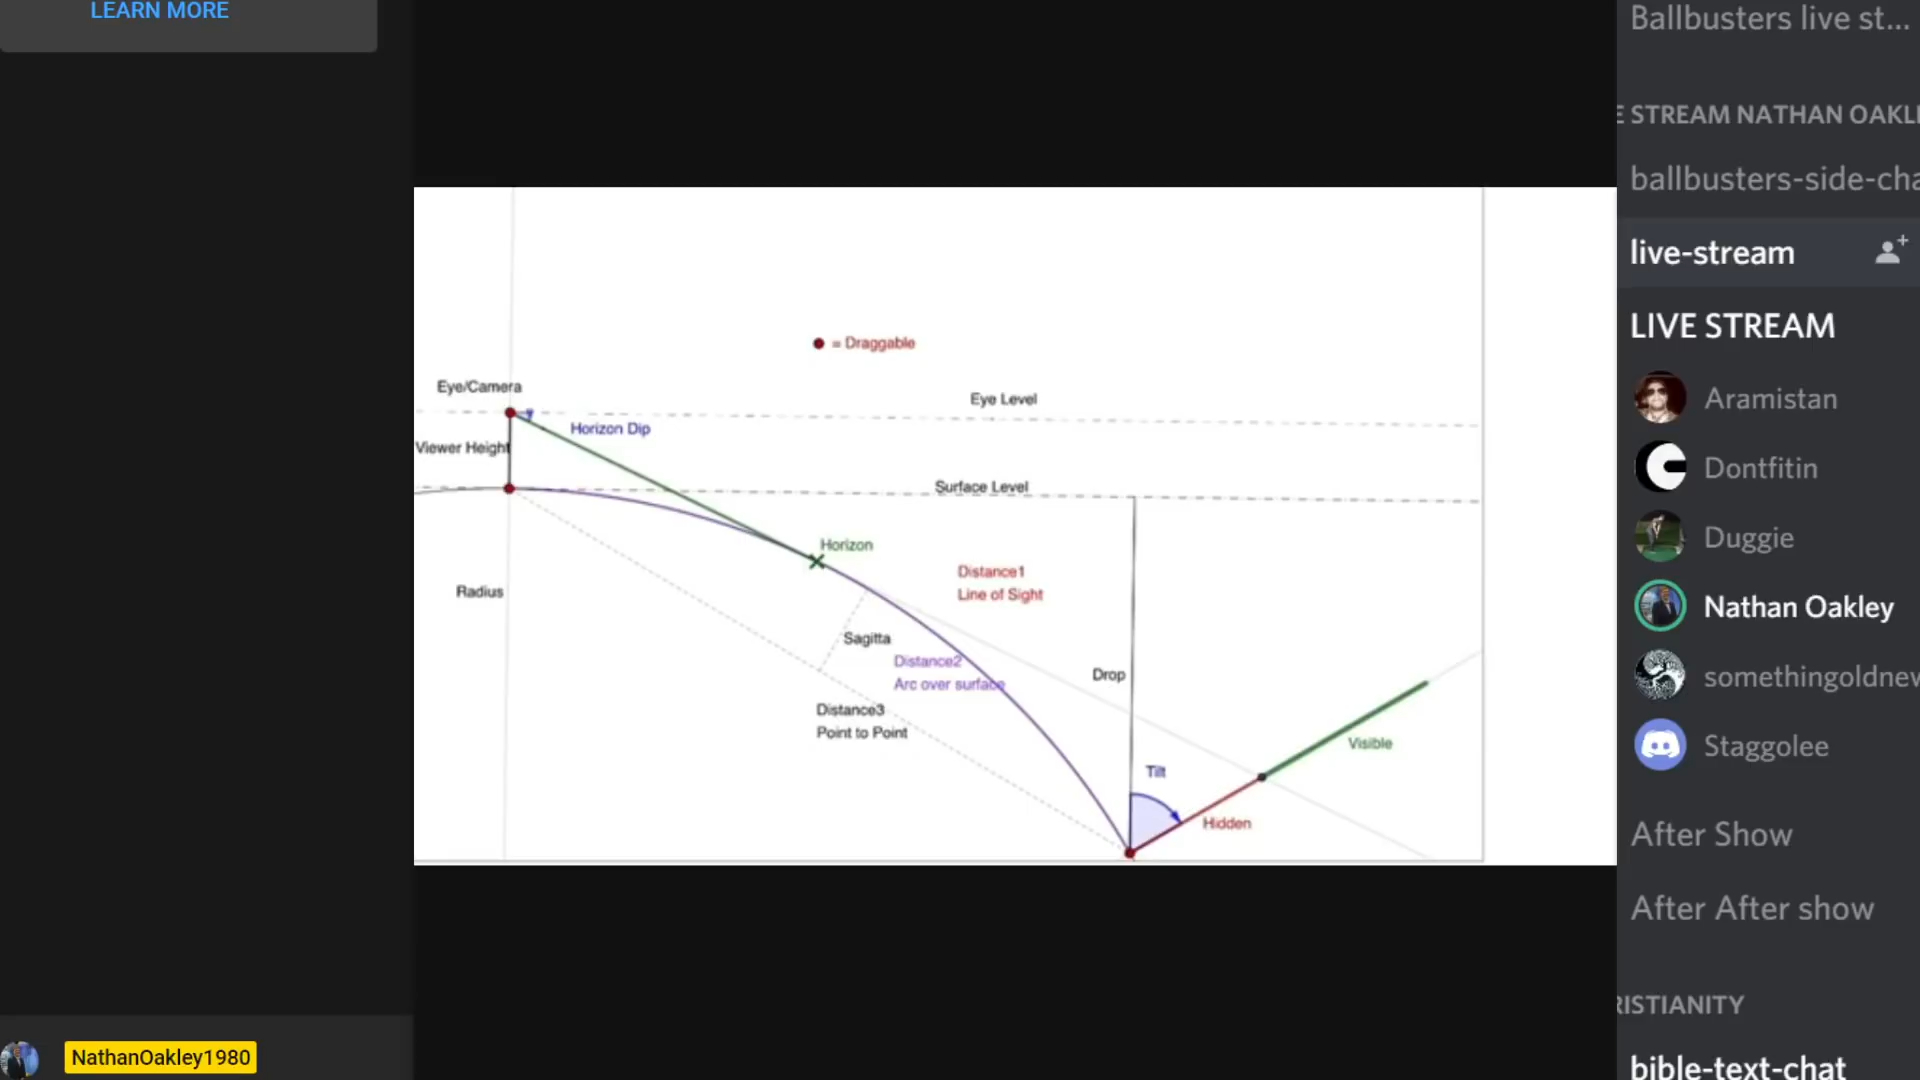 LEARN MORE
NathanOakley1980
= Draggable
Eye/Camera
Eye Level
Horizon Dip
Viewer Height
Surface Level
Horizon
Distance1
Line of Sight
Radius
Sagitta
Distance2
Arc over surface
Drop
Distance3
Point to Point
Visible
Tilt
Hidden
Ballbusters live st...
E STREAM NATHAN OAKL
ballbusters-side-cha
live-stream
LIVE STREAM
Aramistan
Dontfitin
Duggie
Nathan Oakley
somethingoldnew
Staggolee
After Show
After After show
RISTIANITY
bible-text-chat